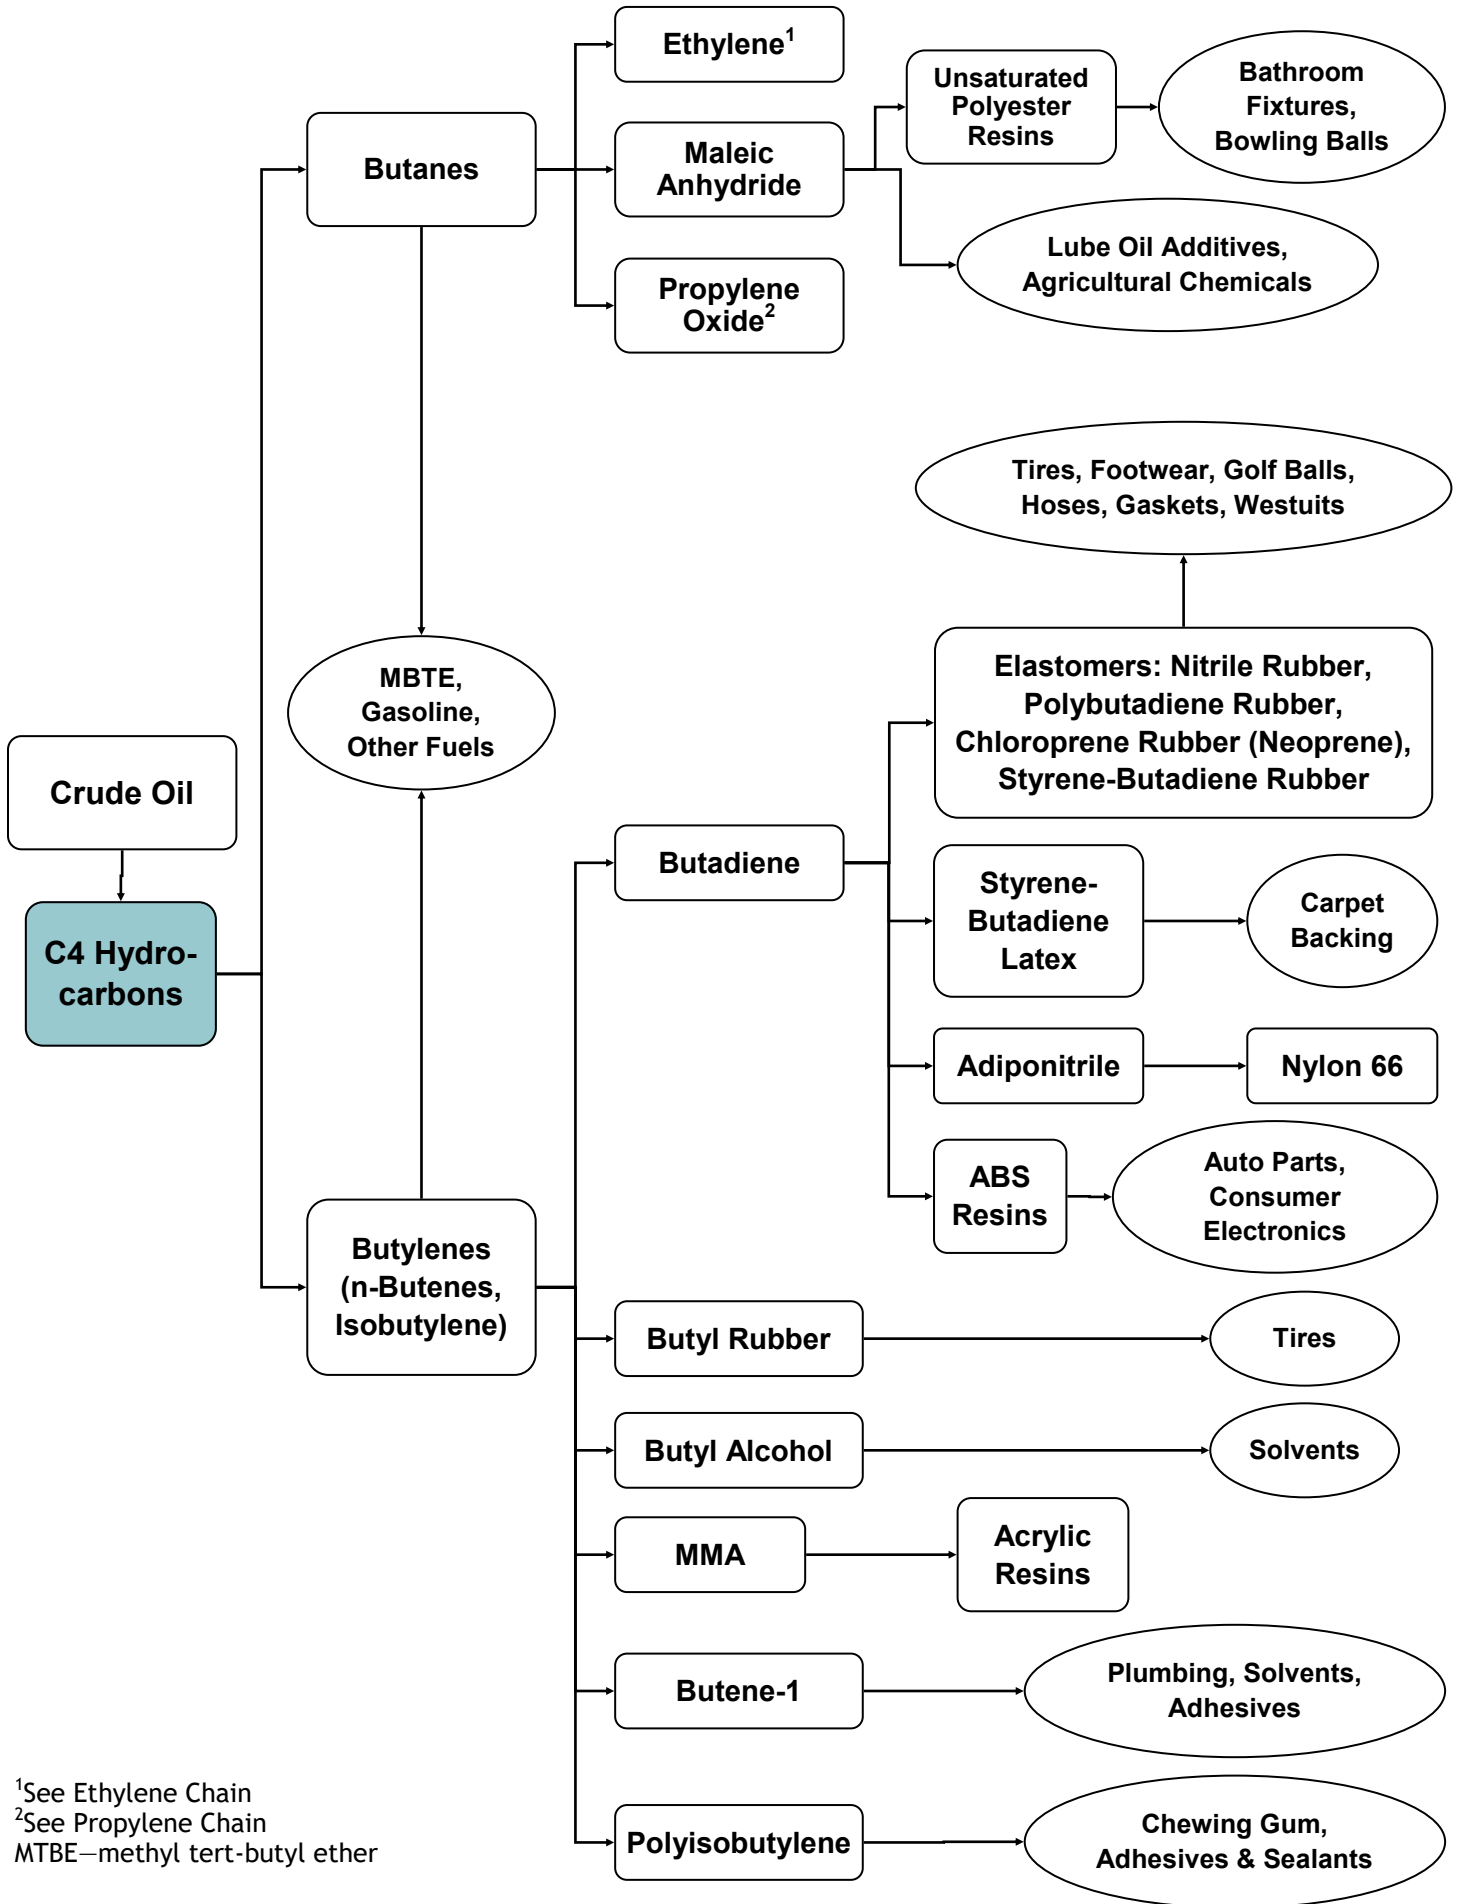 Ethylene1
Unsaturated
Polyester
Resins
Bathroom
Fixtures,
Bowling Balls
Butanes
Maleic
Anhydride
Lube Oil Additives,
Agricultural Chemicals
Propylene
Oxide2
Tires, Footwear, Golf Balls,
Hoses, Gaskets, Westuits
MBTE,
Gasoline,
Other Fuels
Elastomers: Nitrile Rubber,
Polybutadiene Rubber,
Chloroprene Rubber (Neoprene),
Styrene-Butadiene Rubber
Crude Oil
Butadiene
Styrene-
Butadiene
Latex
Carpet
Backing
C4 Hydro-
carbons
Adiponitrile
Nylon 66
ABS
Resins
Auto Parts,
Consumer
Electronics
Butylenes
(n-Butenes,
Isobutylene)
Butyl Rubber
Tires
Butyl Alcohol
Solvents
MMA
Acrylic
Resins
Butene-1
Plumbing, Solvents,
Adhesives
Polyisobutylene
Chewing Gum,
Adhesives & Sealants
1See Ethylene Chain
2See Propylene Chain
MTBE—methyl tert-butyl ether